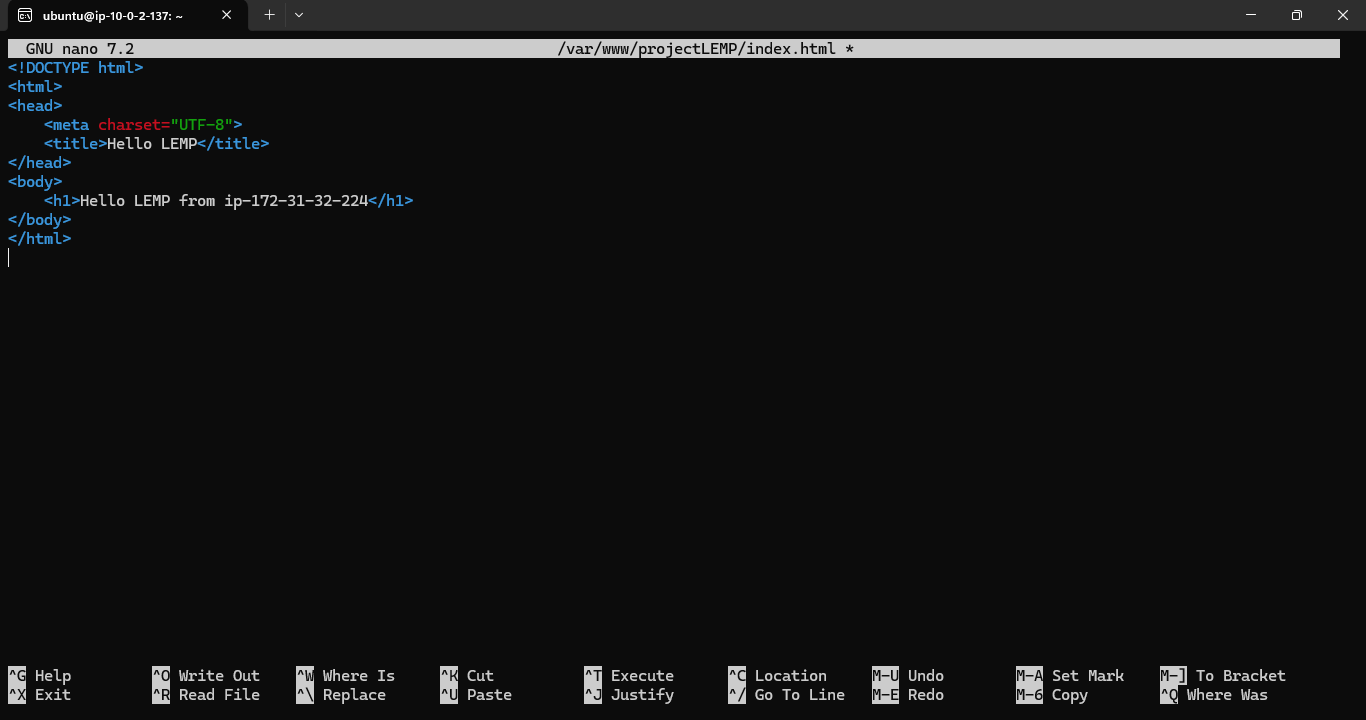 ubuntu@ip-10-0-2-137: ~
GNU nano 7.2 /var/www/projectLEMP/index.html *
<!DOCTYPE html>
<html>
<head>
    <meta charset="UTF-8">
    <title>Hello LEMP</title>
</head>
<body>
    <h1>Hello LEMP from ip-172-31-32-224</h1>
</body>
</html>
^G Help ^O Write Out ^W Where Is ^K Cut ^T Execute ^C Location M-U Undo M-A Set Mark M-] To Bracket
^X Exit ^R Read File ^\ Replace ^U Paste ^J Justify ^/ Go To Line M-E Redo M-6 Copy ^Q Where Was